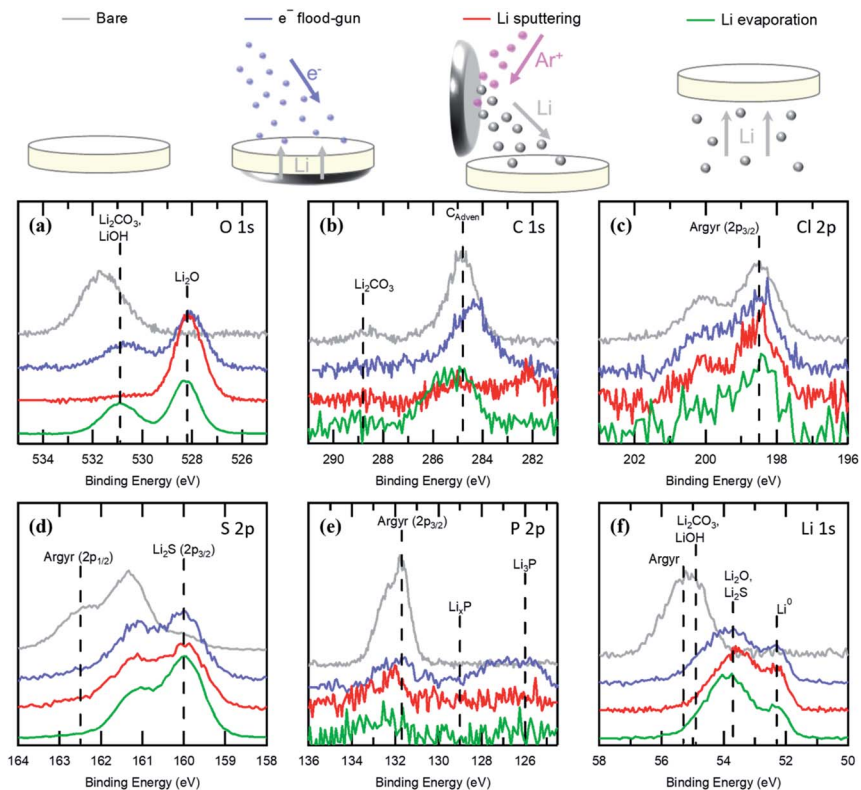 Bare
e⁻ flood-gun
Li sputtering
Li evaporation
e-
Li
Ar⁺
Li
Li
(a)
Li₂CO₃,
LiOH
O 1s
Li₂O
534 532 530 528 526
Binding Energy (eV)
(b)
C_Adven
C 1s
Li₂CO₃
290 288 286 284 282
Binding Energy (eV)
(c)
Argyr (2p₃/₂)
Cl 2p
202 200 198 196
Binding Energy (eV)
(d)
S 2p
Argyr (2p₁/₂)
Li₂S (2p₃/₂)
164 163 162 161 160 159 158
Binding Energy (eV)
(e)
Argyr (2p₃/₂)
P 2p
Li₃P
LiₓP
136 134 132 130 128 126
Binding Energy (eV)
(f)
Li₂CO₃,
LiOH
Li 1s
Argyr
Li₂O,
Li₂S
Li⁰
58 56 54 52 50
Binding Energy (eV)